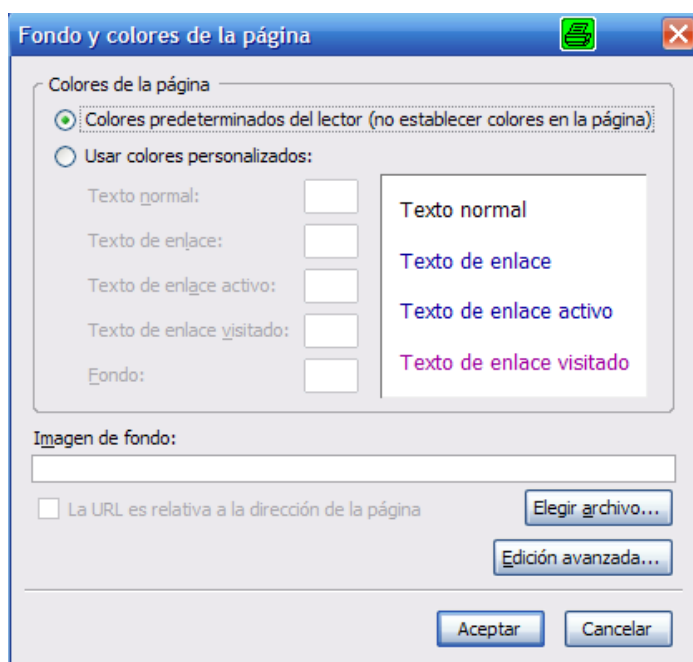 Fondo y colores de la página
Colores de la página
Colores predeterminados del lector (no establecer colores en la página)
Usar colores personalizados:
Texto normal:
Texto de enlace:
Texto de enlace activo:
Texto de enlace visitado:
Fondo:
Texto normal
Texto de enlace
Texto de enlace activo
Texto de enlace visitado
Imagen de fondo:
La URL es relativa a la dirección de la página
Elegir archivo...
Edición avanzada...
Aceptar
Cancelar